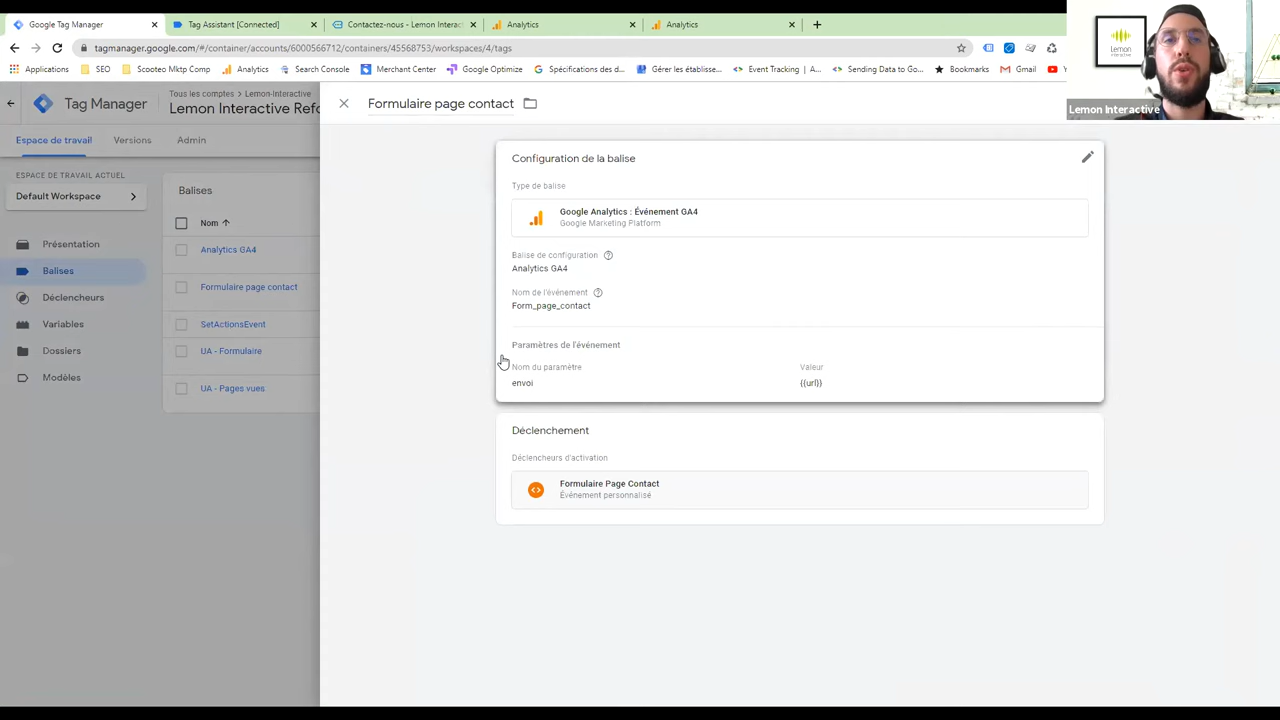 Google Tag Manager
Tag Assistant [Connected]
Contactez-nous - Lemon Interac
Analytics
Analytics
tagmanager.google.com/#/container/accounts/6000566712/containers/45568753/workspaces/4/tags
Applications
SEO
Scooteo Mktp Comp
Analytics
Search Console
Merchant Center
Google Optimize
Spécifications des d...
Gérer les établisse...
Event Tracking | A...
Sending Data to Go...
Bookmarks
Gmail
Lemon Interactive
Lemon Interactive
Tag Manager
Tous les comptes > Lemon-Interactive
Lemon Interactive Refo
Espace de travail
Versions
Admin
ESPACE DE TRAVAIL ACTUEL
Default Workspace
Présentation
Balises
Déclencheurs
Variables
Dossiers
Modèles
Balises
Nom
Analytics GA4
Formulaire page contact
SetActionsEvent
UA - Formulaire
UA - Pages vues
Formulaire page contact
Configuration de la balise
Type de balise
Google Analytics : Événement GA4
Google Marketing Platform
Balise de configuration
Analytics GA4
Nom de l'événement
Form_page_contact
Paramètres de l'événement
Nom du paramètre
Valeur
envoi
{{url}}
Déclenchement
Déclencheurs d'activation
Formulaire Page Contact
Événement personnalisé